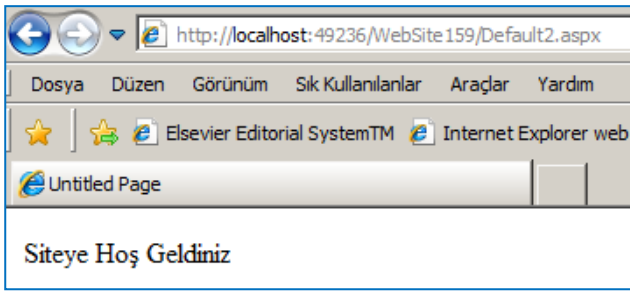 http://localhost:49236/WebSite159/Default2.aspx
Dosya Düzen Görünüm Sık Kullanılanlar Araçlar Yardım
Elsevier Editorial SystemTM Internet Explorer web
Untitled Page
Siteye Hoş Geldiniz